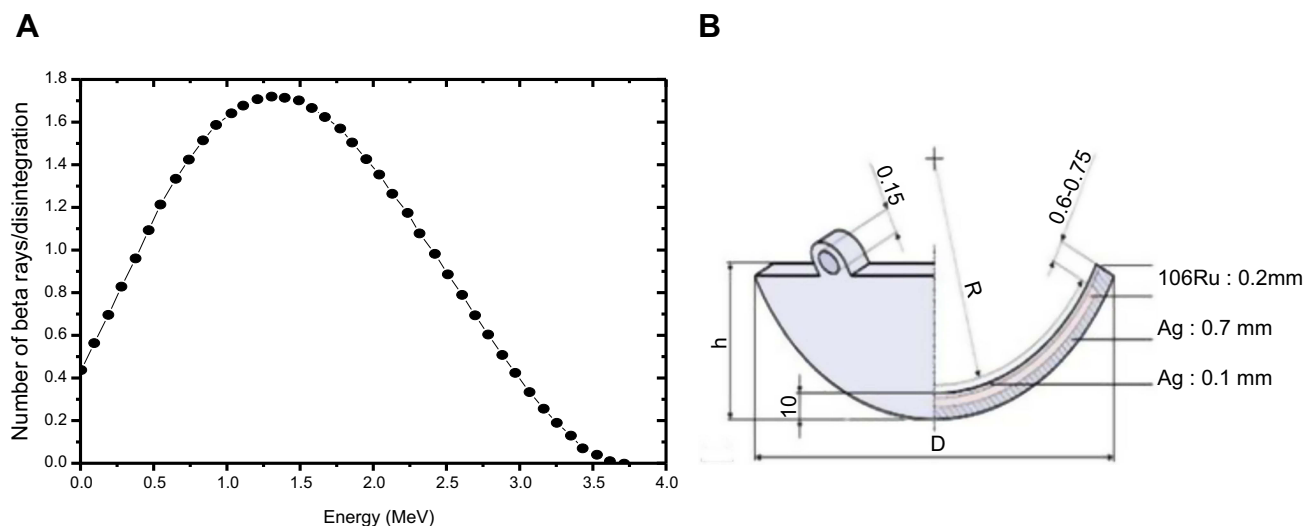 A
B
Number of beta rays/disintegration
1.8
1.6
1.4
1.2
1.0
0.8
0.6
0.4
0.2
0.0
0.0 0.5 1.0 1.5 2.0 2.5 3.0 3.5 4.0
Energy (MeV)
0.15
0.6-0.75
R
h
10
D
106Ru : 0.2mm
Ag : 0.7 mm
Ag : 0.1 mm